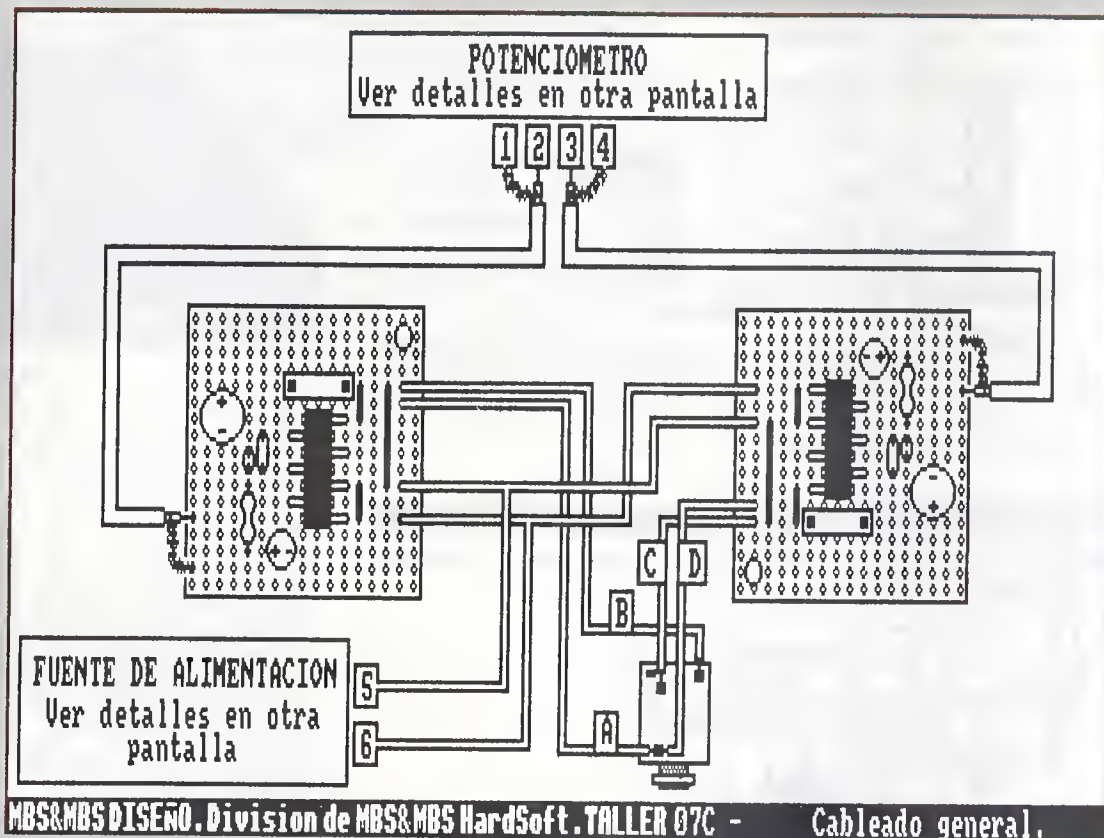 POTENCIOMETRO
Ver detalles en otra pantalla
1 2 3 4
C D
B
FUENTE DE ALIMENTACION
Ver detalles en otra
pantalla
5
6
A
MBS&MBS DISEÑO. Division de MBS&MBS HardSoft. TALLER 07C - Cableado general.